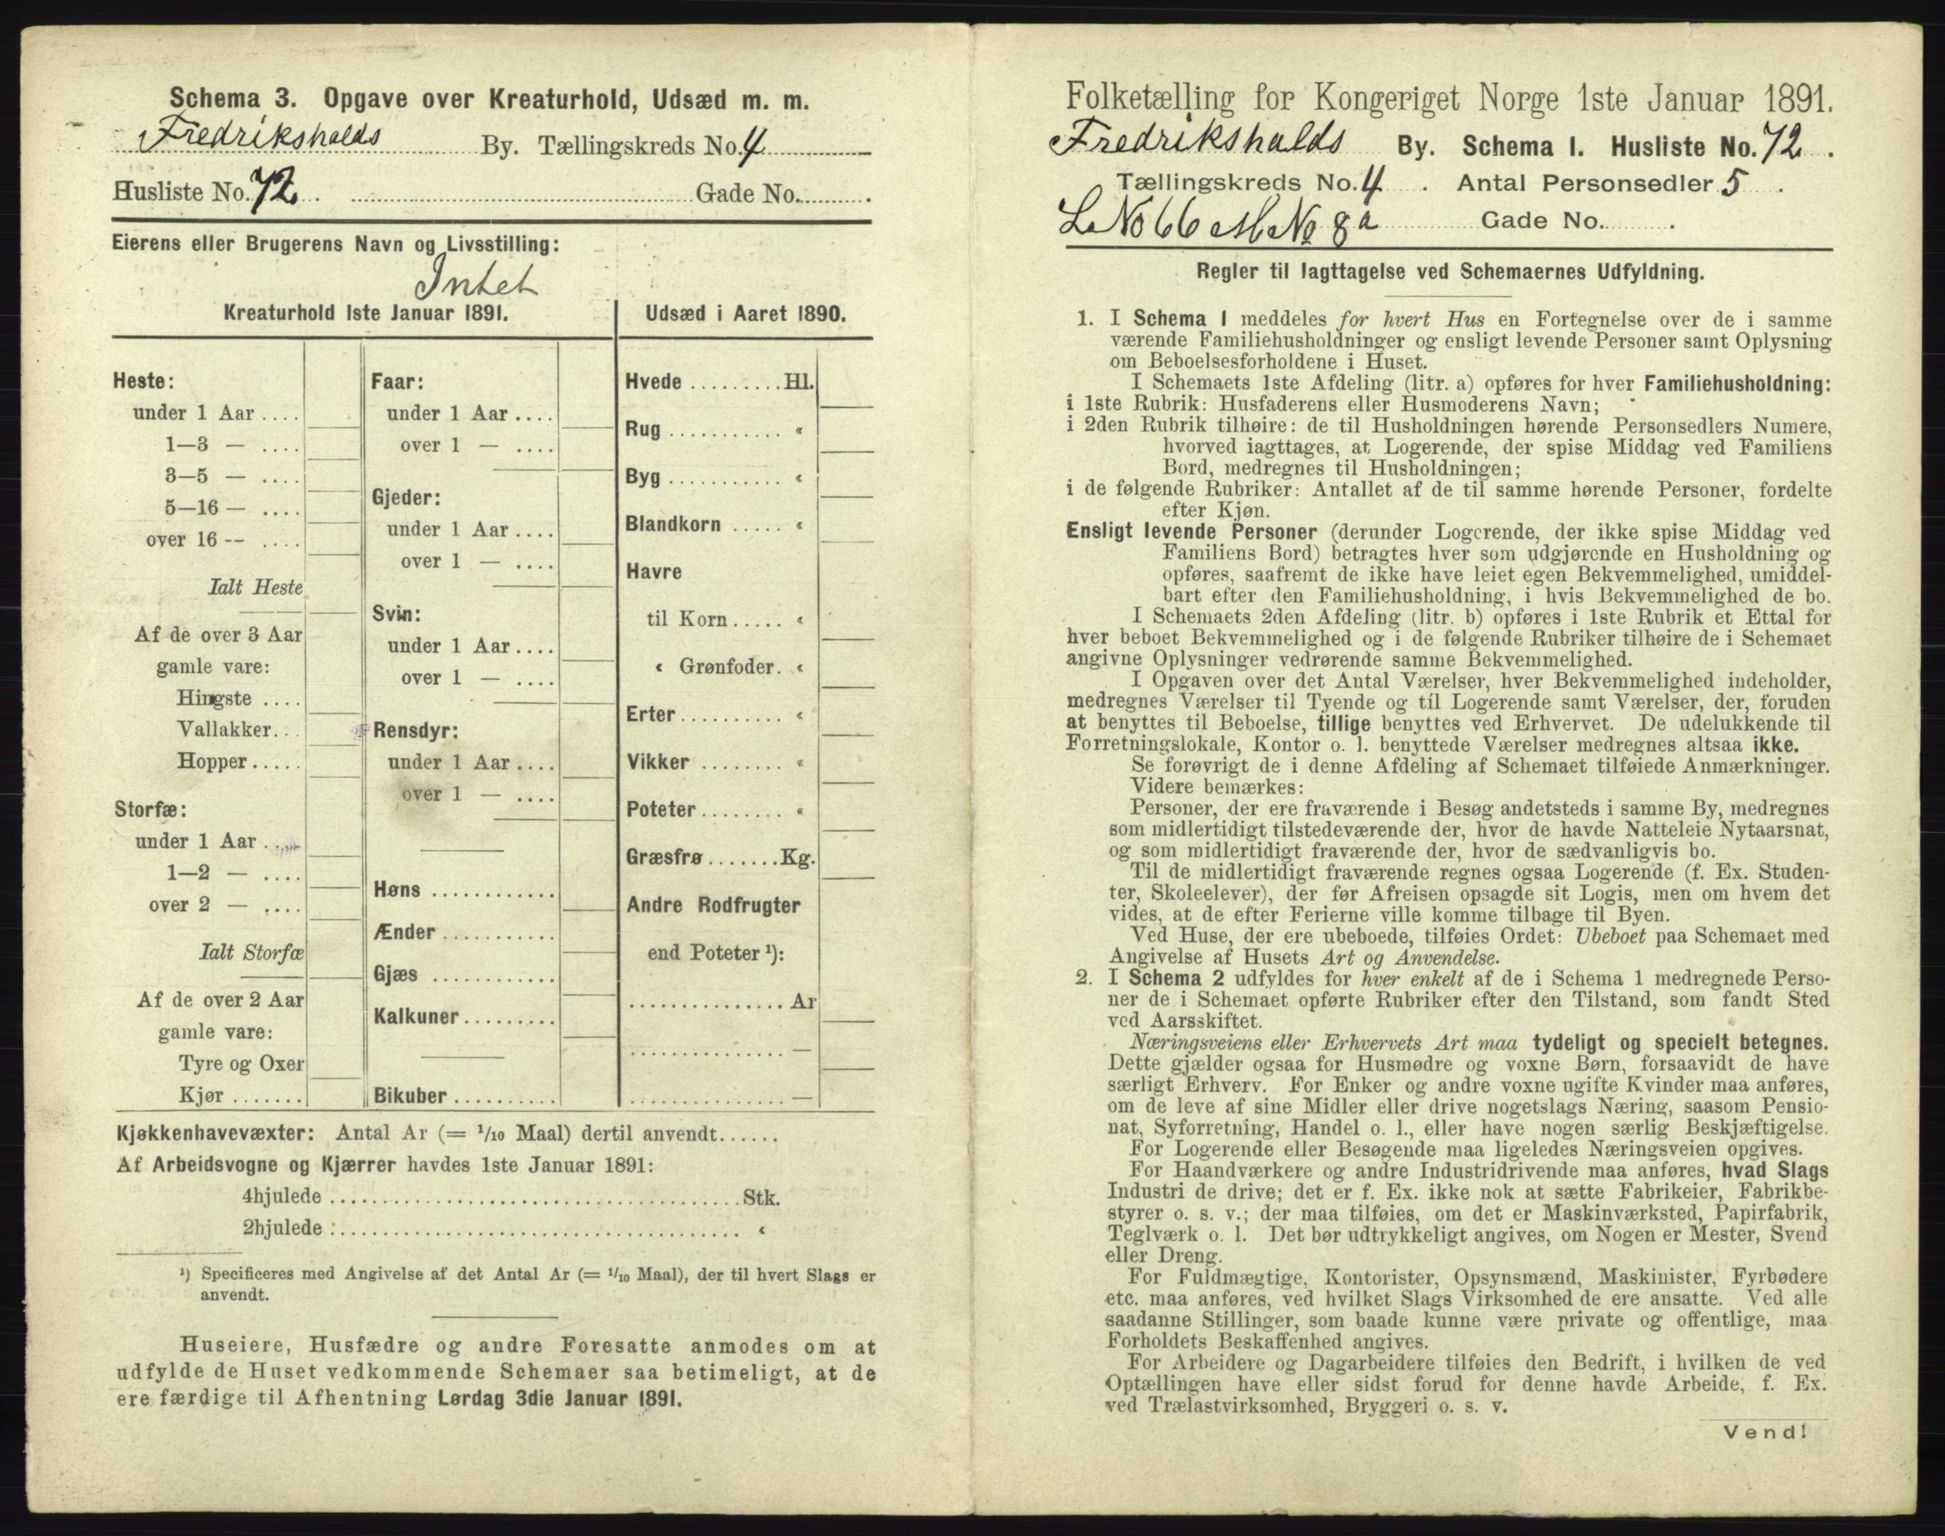 Schema 3. Opgave over Kreaturhold, Udsæd m. m.
Fredrikshalds By. Tællingskreds No. 4
Husliste No. 72. Gade No. .
Eierens eller Brugerens Navn og Livsstilling:
Intet
Kreaturhold 1ste Januar 1891.
Heste:
under 1 Aar ....
1—3 — ....
3—5 — ....
5—16 — ....
over 16 -- ....
Ialt Heste
Af de over 3 Aar
gamle vare:
Hingste ....
Vallakker...
Hopper.....
Storfæ:
under 1 Aar ....
1—2 — ....
over 2 — ....
Ialt Storfæ
Af de over 2 Aar
gamle vare:
Tyre og Oxer
Kjør .......
Faar:
under 1 Aar ....
over 1 — ....
Gjeder:
under 1 Aar ....
over 1 — ....
Svin:
under 1 Aar ....
over 1 — ....
Rensdyr:
under 1 Aar ....
over 1 — ....
Høns ...........
Ænder ..........
Gjæs ...........
Kalkuner.........
Bikuber ..........
Udsæd i Aaret 1890.
Hvede .........Hl.
Rug ........... «
Byg ........... «
Blandkorn ..... «
Havre
til Korn ..... «
« Grønfoder. «
Erter.......... «
Vikker ........ «
Poteter ........ «
Græsfrø .......Kg.
Andre Rodfrugter
end Poteter ¹):
............... Ar
............... —
............... —
Kjøkkenhavevæxter: Antal Ar (= 1/10 Maal) dertil anvendt......
Af Arbeidsvogne og Kjærrer havdes 1ste Januar 1891:
4hjulede ........................................Stk.
2hjulede :....................................... «
¹) Specificeres med Angivelse af det Antal Ar (= 1/10 Maal), der til hvert Slags er
anvendt.
Huseiere, Husfædre og andre Foresatte anmodes om at
udfylde de Huset vedkommende Schemaer saa betimeligt, at de
ere færdige til Afhentning Lørdag 3die Januar 1891.
Folketælling for Kongeriget Norge 1ste Januar 1891.
Fredrikshalds By. Schema I. Husliste No. 72.
Tællingskreds No. 4. Antal Personsedler 5.
L.No 66 M.No 8a Gade No. .
Regler til Iagttagelse ved Schemaernes Udfyldning.
1. I Schema I meddeles for hvert Hus en Fortegnelse over de i samme
værende Familiehusholdninger og ensligt levende Personer samt Oplysning
om Beboelsesforholdene i Huset.
I Schemaets 1ste Afdeling (litr. a) opføres for hver Familiehusholdning:
i 1ste Rubrik: Husfaderens eller Husmoderens Navn;
i 2den Rubrik tilhøire: de til Husholdningen hørende Personsedlers Numere,
hvorved iagttages, at Logerende, der spise Middag ved Familiens
Bord, medregnes til Husholdningen;
i de følgende Rubriker: Antallet af de til samme hørende Personer, fordelte
efter Kjøn.
Ensligt levende Personer (derunder Logerende, der ikke spise Middag ved
Familiens Bord) betragtes hver som udgjørende en Husholdning og
opføres, saafremt de ikke have leiet egen Bekvemmelighed, umiddel-
bart efter den Familiehusholdning, i hvis Bekvemmelighed de bo.
I Schemaets 2den Afdeling (litr. b) opføres i 1ste Rubrik et Ettal for
hver beboet Bekvemmelighed og i de følgende Rubriker tilhøire de i Schemaet
angivne Oplysninger vedrørende samme Bekvemmelighed.
I Opgaven over det Antal Værelser, hver Bekvemmelighed indeholder,
medregnes Værelser til Tyende og til Logerende samt Værelser, der, foruden
at benyttes til Beboelse, tillige benyttes ved Erhvervet. De udelukkende til
Forretningslokale, Kontor o. l. benyttede Værelser medregnes altsaa ikke.
Se forøvrigt de i denne Afdeling af Schemaet tilføiede Anmærkninger.
Videre bemærkes:
Personer, der ere fraværende i Besøg andetsteds i samme By, medregnes
som midlertidigt tilstedeværende der, hvor de havde Natteleie Nytaarsnat,
og som midlertidigt fraværende der, hvor de sædvanligvis bo.
Til de midlertidigt fraværende regnes ogsaa Logerende (f. Ex. Studen-
ter, Skoleelever), der før Afreisen opsagde sit Logis, men om hvem det
vides, at de efter Ferierne ville komme tilbage til Byen.
Ved Huse, der ere ubeboede, tilføies Ordet: Ubeboet paa Schemaet med
Angivelse af Husets Art og Anvendelse.
2. I Schema 2 udfyldes for hver enkelt af de i Schema 1 medregnede Perso-
ner de i Schemaet opførte Rubriker efter den Tilstand, som fandt Sted
ved Aarsskiftet.
Næringsveiens eller Erhvervets Art maa tydeligt og specielt betegnes.
Dette gjælder ogsaa for Husmødre og voxne Børn, forsaavidt de have
særligt Erhverv. For Enker og andre voxne ugifte Kvinder maa anføres,
om de leve af sine Midler eller drive nogetslags Næring, saasom Pensio-
nat, Syforretning, Handel o. l., eller have nogen særlig Beskjæftigelse.
For Logerende eller Besøgende maa ligeledes Næringsveien opgives.
For Haandværkere og andre Industridrivende maa anføres, hvad Slags
Industri de drive; det er f. Ex. ikke nok at sætte Fabrikeier, Fabrikbe-
styrer o. s. v.; der maa tilføies, om det er Maskinværksted, Papirfabrik,
Teglværk o. l. Det bør udtrykkeligt angives, om Nogen er Mester, Svend
eller Dreng.
For Fuldmægtige, Kontorister, Opsynsmænd, Maskinister, Fyrbødere
etc. maa anføres, ved hvilket Slags Virksomhed de ere ansatte. Ved alle
saadanne Stillinger, som baade kunne være private og offentlige, maa
Forholdets Beskaffenhed angives.
For Arbeidere og Dagarbeidere tilføies den Bedrift, i hvilken de ved
Optællingen have eller sidst forud for denne havde Arbeide, f. Ex.
ved Trælastvirksomhed, Bryggeri o. s. v.
Vend!